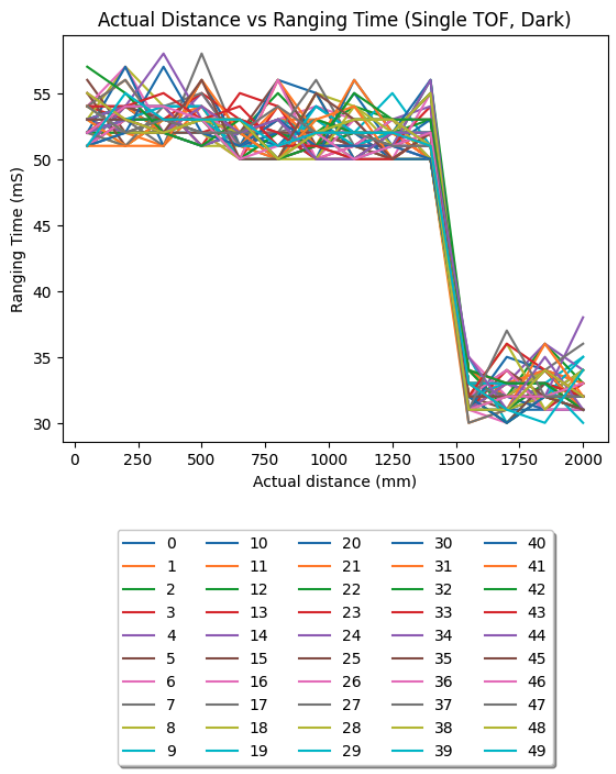 Actual Distance vs Ranging Time (Single TOF, Dark)
Ranging Time (mS)
55
50
45
40
35
30
0 250 500 750 1000 1250 1500 1750 2000
Actual distance (mm)
0 10 20 30 40
1 11 21 31 41
2 12 22 32 42
3 13 23 33 43
4 14 24 34 44
5 15 25 35 45
6 16 26 36 46
7 17 27 37 47
8 18 28 38 48
9 19 29 39 49